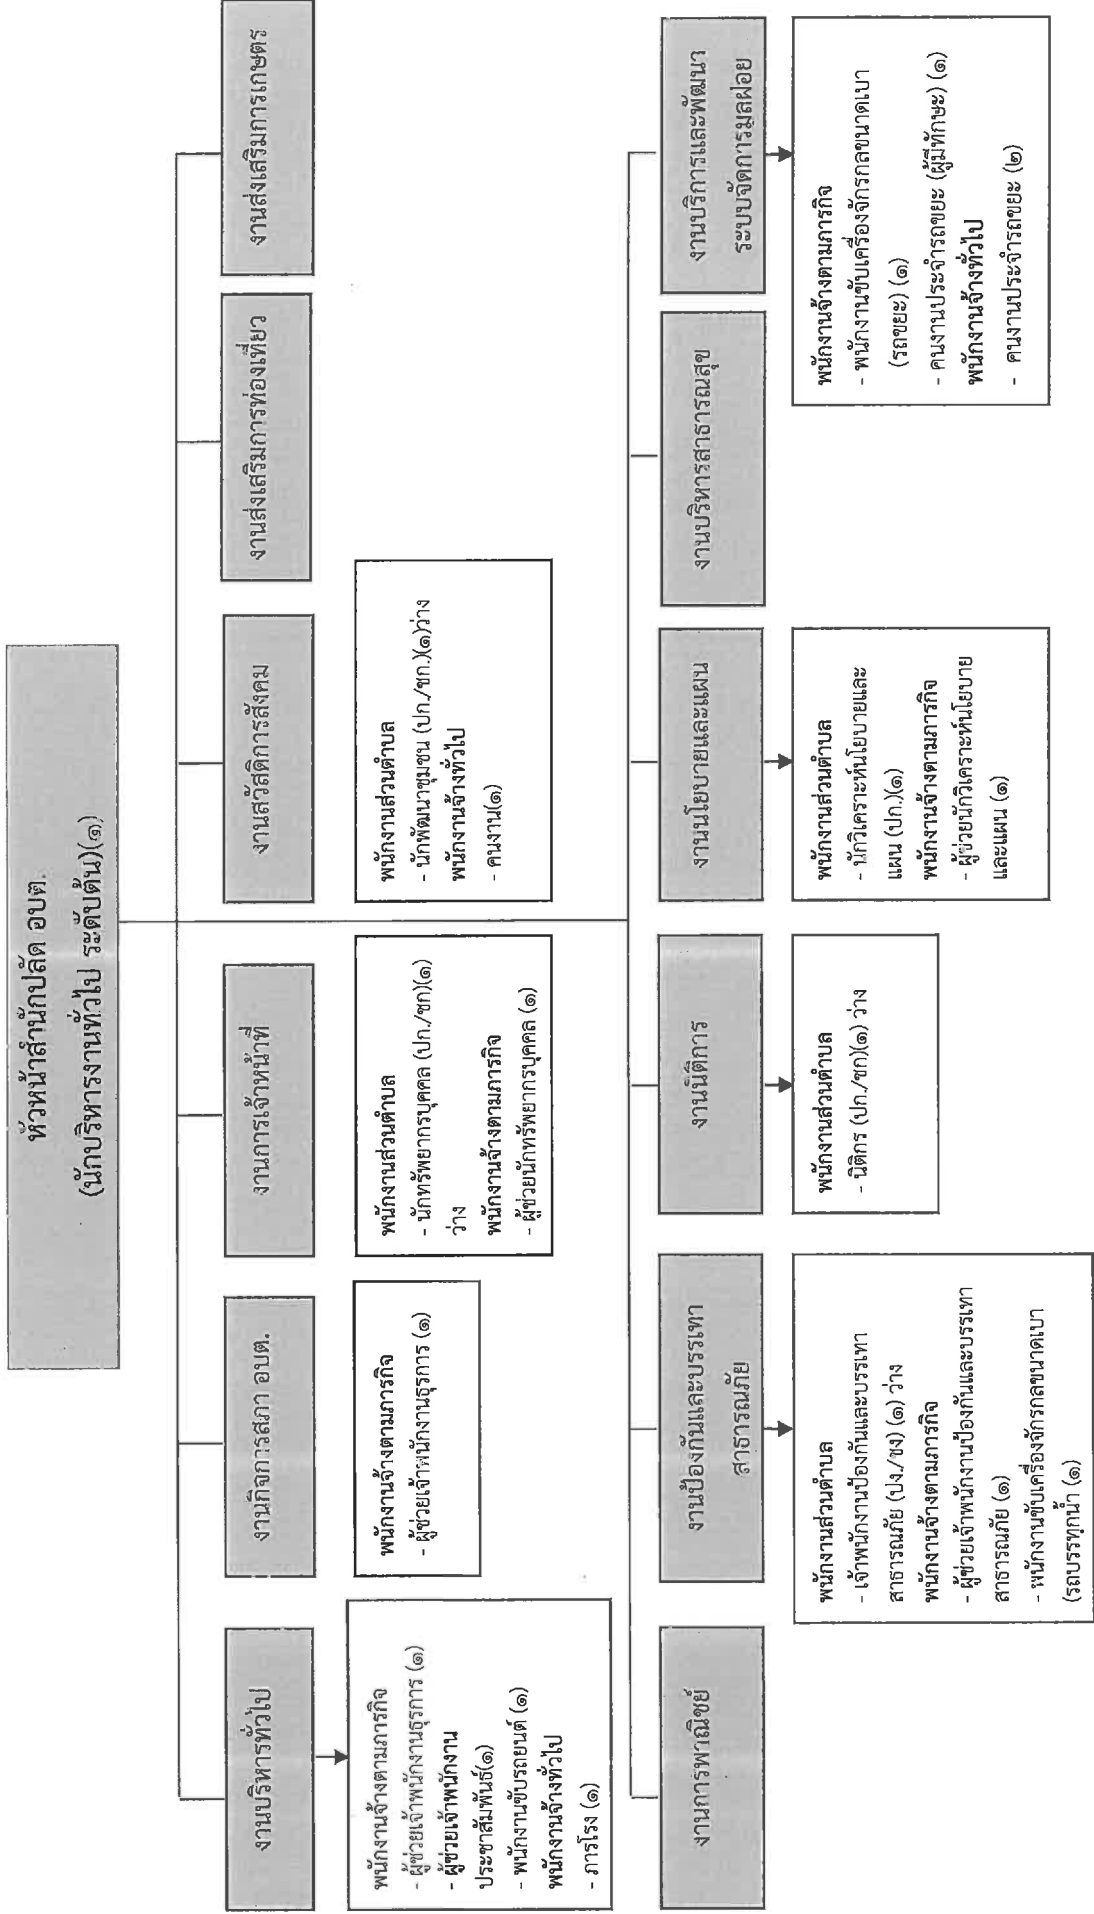 หัวหน้าสำนักปลัด อบต.
(นักบริหารงานทั่วไป ระดับต้น)(๑)
งานบริหารทั่วไป
งานกิจการสภา อบต.
งานการเจ้าหน้าที่
งานสวัสดิการสังคม
งานส่งเสริมการท่องเที่ยว
งานส่งเสริมการเกษตร
พนักงานจ้างตามภารกิจ
- ผู้ช่วยเจ้าพนักงานธุรการ (๑)
- ผู้ช่วยเจ้าพนักงาน
ประชาสัมพันธ์(๑)
- พนักงานขับรถยนต์ (๑)
พนักงานจ้างทั่วไป
- ภารโรง (๑)
พนักงานจ้างตามภารกิจ
- ผู้ช่วยเจ้าพนักงานธุรการ (๑)
พนักงานส่วนตำบล
- นักทรัพยากรบุคคล (ปก./ชก)(๑)
ว่าง
พนักงานจ้างตามภารกิจ
- ผู้ช่วยนักทรัพยากรบุคคล (๑)
พนักงานส่วนตำบล
- นักพัฒนาชุมชน (ปก./ชก.)(๑)ว่าง
พนักงานจ้างทั่วไป
- คนงาน(๑)
งานการพาณิชย์
งานป้องกันและบรรเทา
สาธารณภัย
งานนิติการ
งานนโยบายและแผน
งานบริหารสาธารณสุข
งานบริการและพัฒนา
ระบบจัดการมูลฝอย
พนักงานส่วนตำบล
- เจ้าพนักงานป้องกันและบรรเทา
สาธารณภัย (ปง./ชง) (๑) ว่าง
พนักงานจ้างตามภารกิจ
- ผู้ช่วยเจ้าพนักงานป้องกันและบรรเทา
สาธารณภัย (๑)
- พนักงานขับเครื่องจักรกลขนาดเบา
(รถบรรทุกน้ำ (๑)
พนักงานส่วนตำบล
- นิติกร (ปก./ชก)(๑) ว่าง
พนักงานส่วนตำบล
- นักวิเคราะห์นโยบายและ
แผน (ปก.)(๑)
พนักงานจ้างตามภารกิจ
- ผู้ช่วยนักวิเคราะห์นโยบาย
และแผน (๑)
พนักงานจ้างตามภารกิจ
- พนักงานขับเครื่องจักรกลขนาดเบา
(รถขยะ) (๑)
- คนงานประจำรถขยะ (ผู้มีทักษะ) (๑)
พนักงานจ้างทั่วไป
- คนงานประจำรถขยะ (๒)